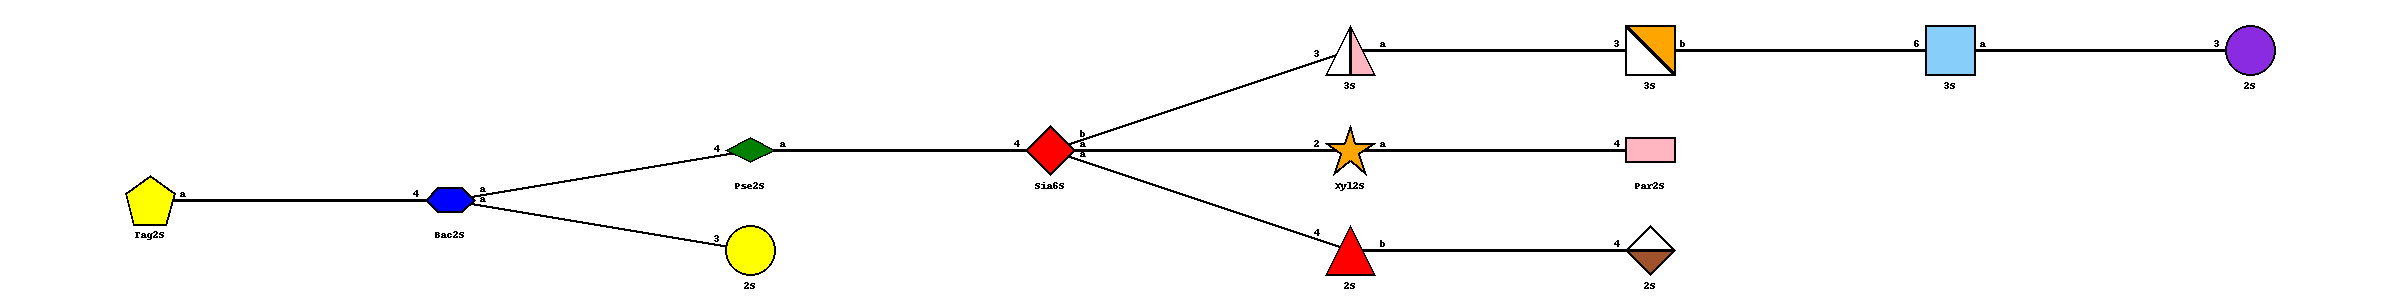 3 a 3 b 6 a 3
3S 3S 3S 2S
4 a 4 b a a 2 a 4
Pse2S Sia6S Xyl2S Par2S
a 4 a a
Tag2S Bac2S
3 4 b 4
2S 2S 2S